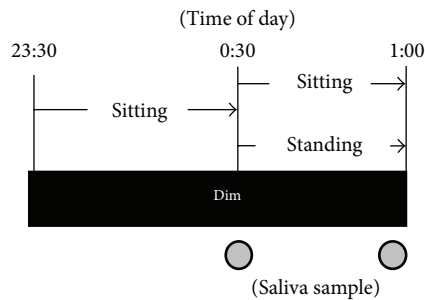 (Time of day)
23:30 0:30 1:00
Sitting
Sitting
Standing
Dim
(Saliva sample)